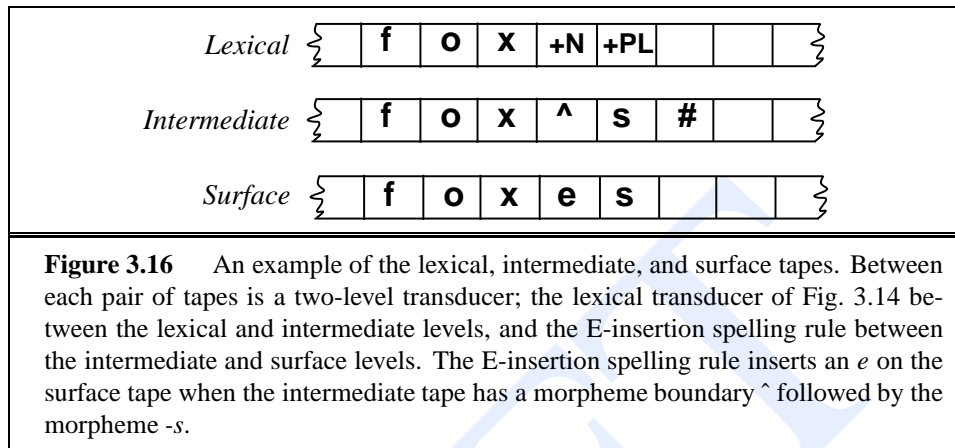 Lexical f o x +N +PL
Intermediate f o x ^ s #
Surface f o x e s
Figure 3.16 An example of the lexical, intermediate, and surface tapes. Between
each pair of tapes is a two-level transducer; the lexical transducer of Fig. 3.14 be-
tween the lexical and intermediate levels, and the E-insertion spelling rule between
the intermediate and surface levels. The E-insertion spelling rule inserts an e on the
surface tape when the intermediate tape has a morpheme boundary ˆ followed by the
morpheme -s.